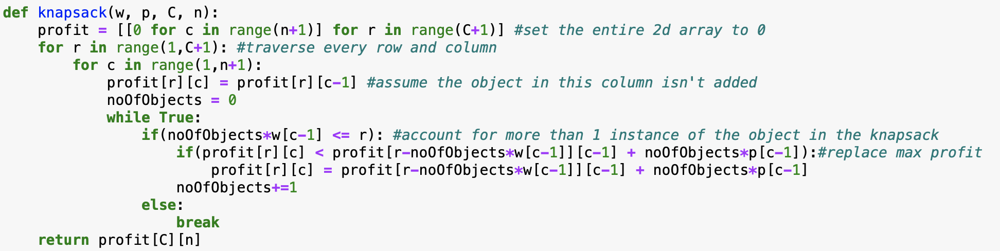 def knapsack(w, p, C, n):
    profit = [[0 for c in range(n+1)] for r in range(C+1)] #set the entire 2d array to 0
    for r in range(1,C+1): #traverse every row and column
        for c in range(1,n+1):
            profit[r][c] = profit[r][c-1] #assume the object in this column isn't added
            noOfObjects = 0
            while True:
                if(noOfObjects*w[c-1] <= r): #account for more than 1 instance of the object in the knapsack
                    if(profit[r][c] < profit[r-noOfObjects*w[c-1]][c-1] + noOfObjects*p[c-1]):#replace max profit
                        profit[r][c] = profit[r-noOfObjects*w[c-1]][c-1] + noOfObjects*p[c-1]
                    noOfObjects+=1
                else:
                    break
    return profit[C][n]